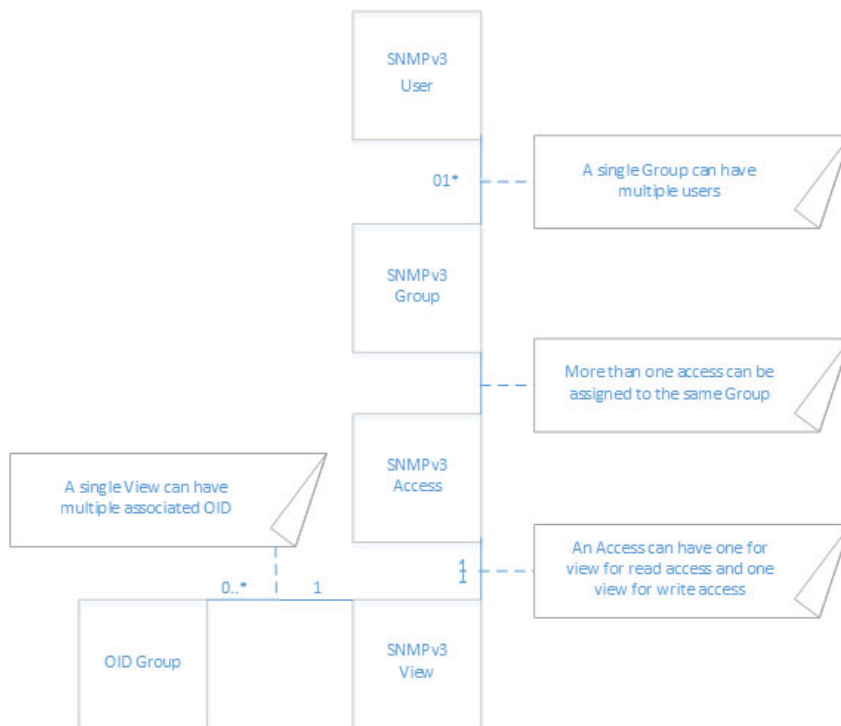 SNMPv3
User
01*
A single Group can have
multiple users
SNMPv3
Group
More than one access can be
assigned to the same Group
A single View can have
multiple associated OID
SNMPv3
Access
An Access can have one for
view for read access and one
view for write access
1
1
0..*
1
OID Group
SNMPv3
View